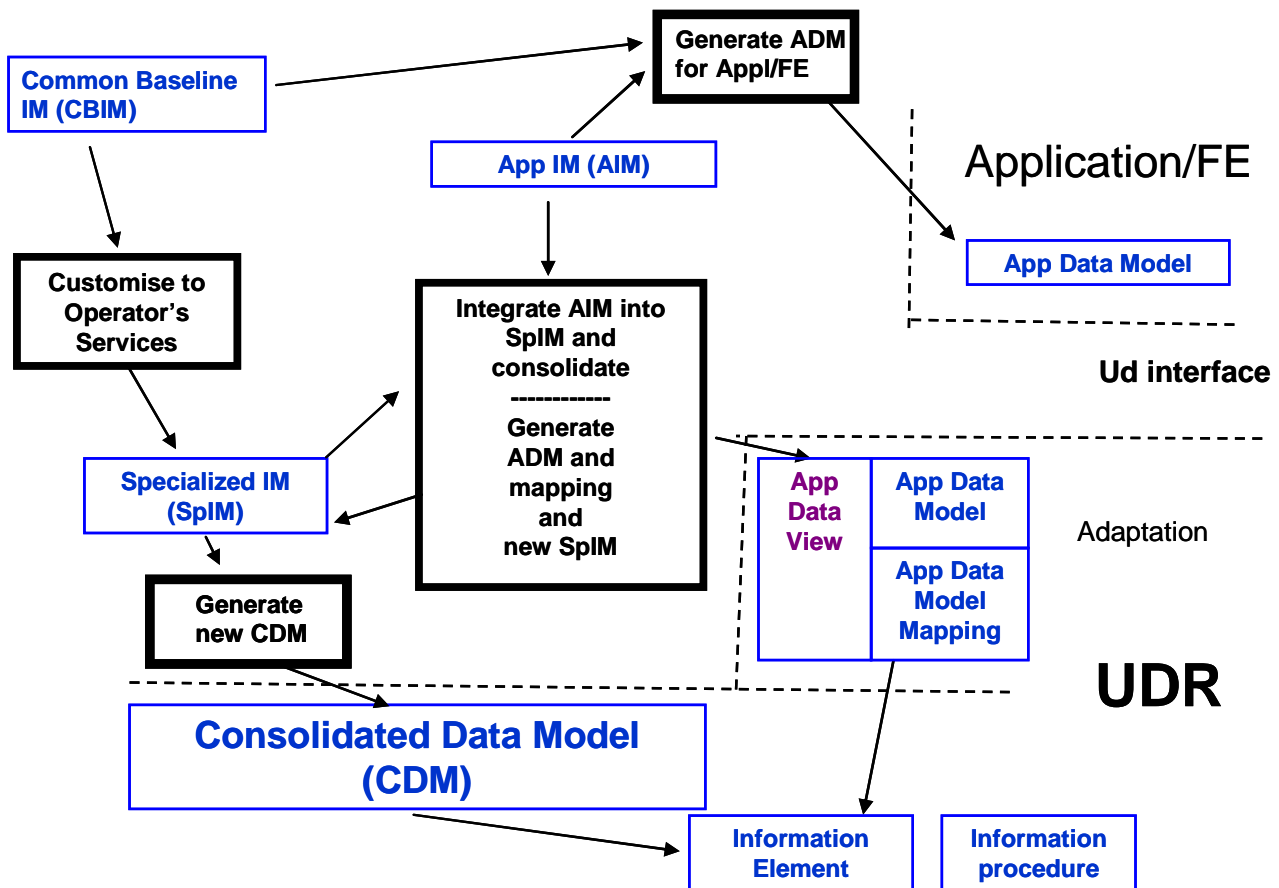 Generate ADM
for Appl/FE
Common Baseline
IM (CBIM)
App IM (AIM)
Application/FE
App Data Model
Customise to
Operator’s
Services
Integrate AIM into
SpIM and
consolidate
------------
Generate
ADM and
mapping
and
new SpIM
Ud interface
Specialized IM
(SpIM)
App
Data
View
App Data
Model
App Data
Model
Mapping
Adaptation
Generate
new CDM
UDR
Consolidated Data Model
(CDM)
Information
Element
Information
procedure